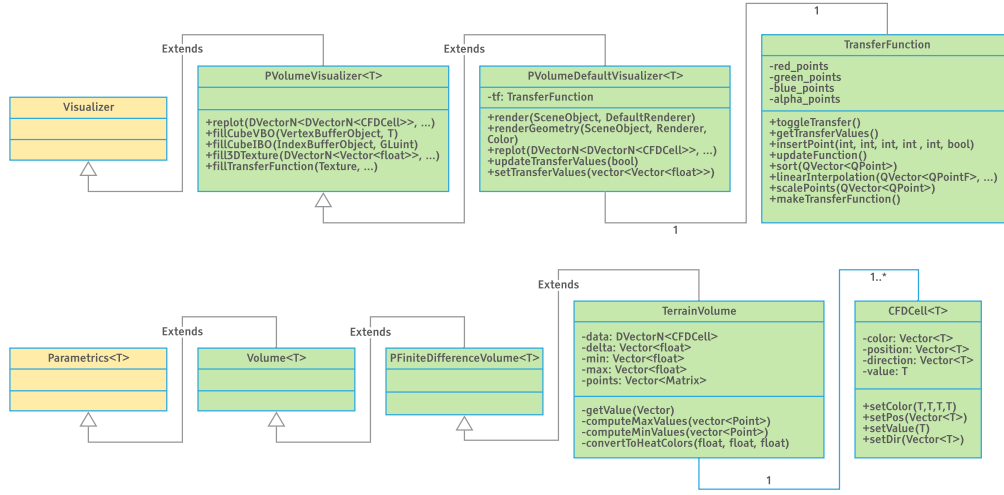 1
Extends
Extends
Visualizer
PVolumeVisualizer<T>
+replot(DVectorN<DVectorN<CFDCell>>, ...)
+fillCubeVBO(VertexBufferObject, T)
+fillCubeIBO(IndexBufferObject, GLuint)
+fill3DTexture(DVectorN<Vector<float>>, ...)
+fillTransferFunction(Texture, ...)
PVolumeDefaultVisualizer<T>
-tf: TransferFunction
+render(SceneObject, DefaultRenderer)
+renderGeometry(SceneObject, Renderer,
Color)
+replot(DVectorN<DVectorN<CFDCell>>, ...)
+updateTransferValues(bool)
+setTransferValues(vector<Vector<float>>)
TransferFunction
-red_points
-green_points
-blue_points
-alpha_points
+toggleTransfer()
+getTransferValues()
+insertPoint(int, int, int, int , int, bool)
+updateFunction()
+sort(QVector<QPoint>)
+linearInterpolation(QVector<QPointF>, ...)
+scalePoints(QVector<QPoint>)
+makeTransferFunction()
1
Extends
Extends
Extends
1..*
Parametrics<T>
Volume<T>
PFiniteDifferenceVolume<T>
TerrainVolume
-data: DVectorN<CFDCell>
-delta: Vector<float>
-min: Vector<float>
-max: Vector<float>
-points: Vector<Matrix>
-getValue(Vector)
-computeMaxValues(vector<Point>)
-computeMinValues(vector<Point>)
-convertToHeatColors(float, float, float)
CFDCell<T>
-color: Vector<T>
-position: Vector<T>
-direction: Vector<T>
-value: T
+setColor(T,T,T,T)
+setPos(Vector<T>)
+setValue(T)
+setDir(Vector<T>)
1